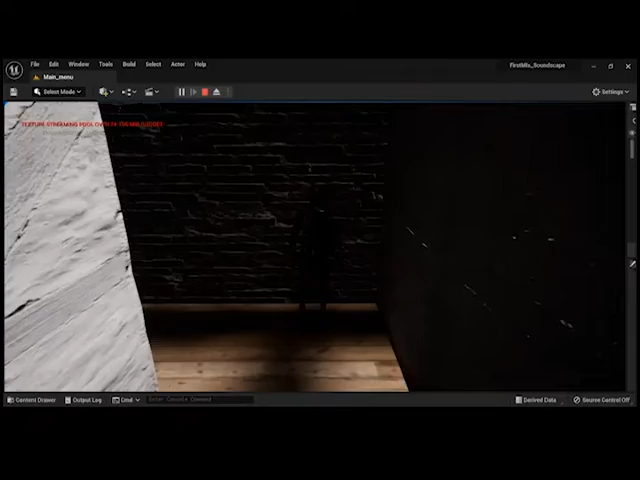 File Edit Window Tools Build Select Actor Help
FirstMix_Soundscape
Main_menu
Select Mode
Settings
TEXTURE STREAMING POOL OVER
Content Drawer Output Log Cmd Enter Console Command Derived Data Source Control Off